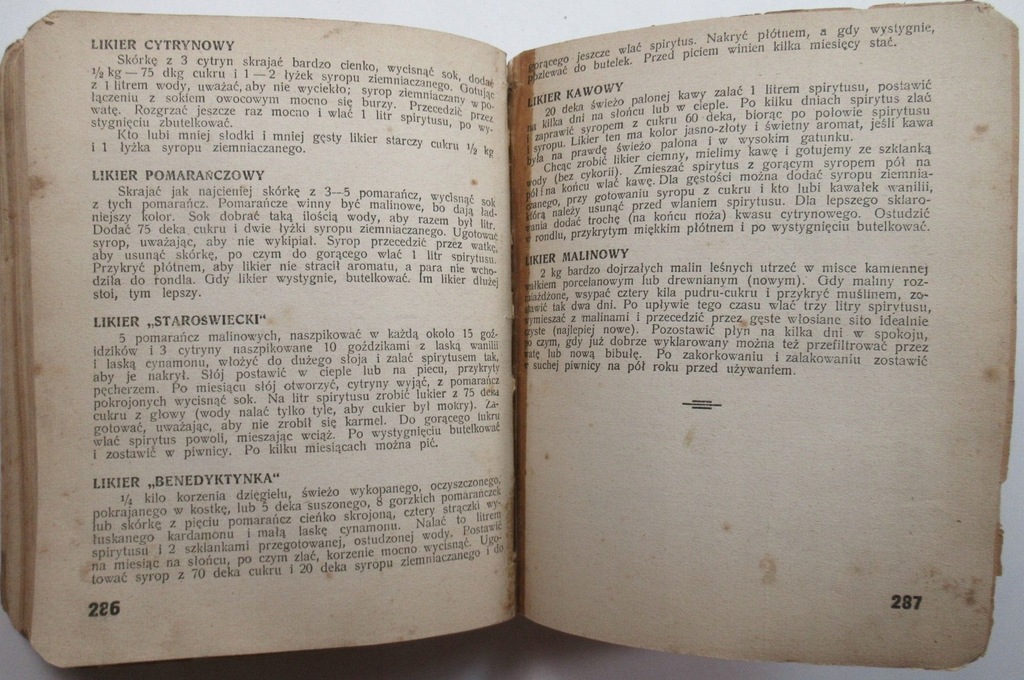 LIKIER CYTRYNOWY
Skórkę z 3 cytryn skrajać bardzo cienko, wycisnąć sok, dodać
½ kg — 75 dkg cukru i 1 — 2 łyżek syropu ziemniaczanego. Gotując
z 1 litrem wody, uważać, aby nie wyciekło; syrop ziemniaczany w po-
łączeniu z sokiem owocowym mocno się burzy. Przecedzić przez
watę. Rozgrzać jeszcze raz mocno i wlać 1 litr spirytusu, po wy-
stygnięciu zbutelkować.
Kto lubi mniej słodki i mniej gęsty likier starczy cukru ½ kg
i 1 łyżka syropu ziemniaczanego.
LIKIER POMARAŃCZOWY
Skrajać jak najcieniej skórkę z 3—5 pomarańcz, wycisnąć sok
z tych pomarańcz. Pomarańcze winny być malinowe, bo dają ład-
niejszy kolor. Sok dobrać taką ilością wody, aby razem był litr.
Dodać 75 deka cukru i dwie łyżki syropu ziemniaczanego. Ugotować
syrop, uważając, aby nie wykipiał. Syrop przecedzić przez watkę,
aby usunąć skórkę, po czym do gorącego wlać 1 litr spirytusu.
Przykryć płótnem, aby likier nie stracił aromatu, a para nie wcho-
dziła do rondla. Gdy likier wystygnie, butelkować. Im likier dłużej
stoi, tym lepszy.
LIKIER „STAROŚWIECKI“
5 pomarańcz malinowych, naszpikować w każdą około 15 goź-
idzików i 3 cytryny naszpikowane 10 goździkami z laską wanilii
i laską cynamonu, włożyć do dużego słoja i zalać spirytusem tak,
aby je nakrył. Słój postawić w cieple lub na piecu, przykryty
pęcherzem. Po miesiącu słój otworzyć, cytryny wyjąć, z pomarańcz
pokrojonych wycisnąć sok. Na litr spirytusu zrobić lukier z 75 deka
cukru z głowy (wody nalać tylko tyle, aby cukier był mokry). Za-
gotować, uważając, aby nie zrobił się karmel. Do gorącego lukru
wlać spirytus powoli, mieszając wciąż. Po wystygnięciu butelkować
i zostawić w piwnicy. Po kilku miesiącach można pić.
LIKIER „BENEDYKTYNKA“
¼ kilo korzenia dzięgielu, świeżo wykopanego, oczyszczonego,
pokrajanego w kostkę, lub 5 deka suszonego, 8 gorzkich pomarańczek
lub skórkę z pięciu pomarańcz cieńko skrojoną, cztery strączki wy-
łuskanego kardamonu i małą laskę cynamonu. Nalać to litrem
spirytusu i 2 szklankami przegotowanej, ostudzonej wody. Postawić
na miesiąc na słońcu, po czym zlać, korzenie mocno wycisnąć. Ugo-
tować syrop z 70 deka cukru i 20 deka syropu ziemniaczanego i do
286
gorącego jeszcze wlać spirytus. Nakryć płótnem, a gdy wystygnie,
pozlewać do butelek. Przed piciem winien kilka miesięcy stać.
LIKIER KAWOWY
20 deka świeżo palonej kawy zalać 1 litrem spirytusu, postawić
na kilka dni na słońcu lub w cieple. Po kilku dniach spirytus zlać
i zaprawić syropem z cukru 60 deka, biorąc po połowie spirytusu
i syropu. Likier ten ma kolor jasno-złoty i świetny aromat, jeśli kawa
była na prawdę świeżo palona i w wysokim gatunku.
Chcąc zrobić likier ciemny, mielimy kawę i gotujemy ze szklanką
wody (bez cykorii). Zmieszać spirytus z gorącym syropem pół na
pół i na końcu wlać kawę. Dla gęstości można dodać syropu ziemnia-
czanego, przy gotowaniu syropu z cukru i kto lubi kawałek wanilii,
którą należy usunąć przed wlaniem spirytusu. Dla lepszego sklaro-
wania dodać trochę (na końcu noża) kwasu cytrynowego. Ostudzić
w rondlu, przykrytym miękkim płótnem i po wystygnięciu butelkować.
LIKIER MALINOWY
2 kg bardzo dojrzałych malin leśnych utrzeć w misce kamiennej
wałkiem porcelanowym lub drewnianym (nowym). Gdy maliny roz-
miażdżone, wsypać cztery kila pudru-cukru i przykryć muślinem, zo-
stawić tak dwa dni. Po upływie tego czasu wlać trzy litry spirytusu,
wymieszać z malinami i przecedzić przez gęste włosiane sito idealnie
czyste (najlepiej nowe). Pozostawić płyn na kilka dni w spokoju,
po czym, gdy już dobrze wyklarowany można też przefiltrować przez
watę lub nową bibułę. Po zakorkowaniu i zalakowaniu zostawić
w suchej piwnicy na pół roku przed używaniem.
287